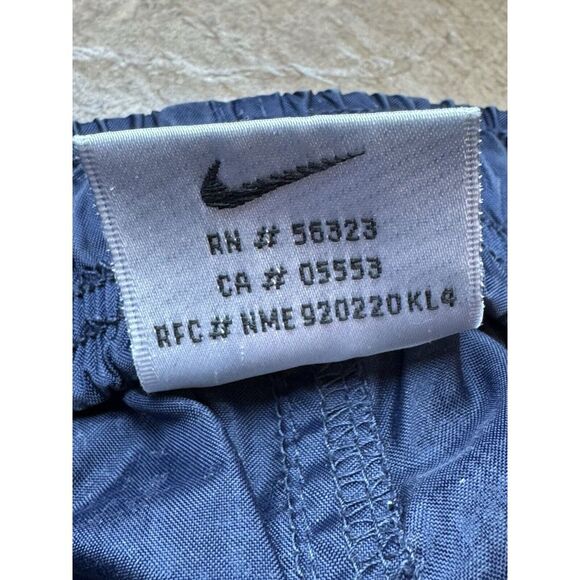 RN # 56323
CA # 05553
RFC # NME 920220 KL4